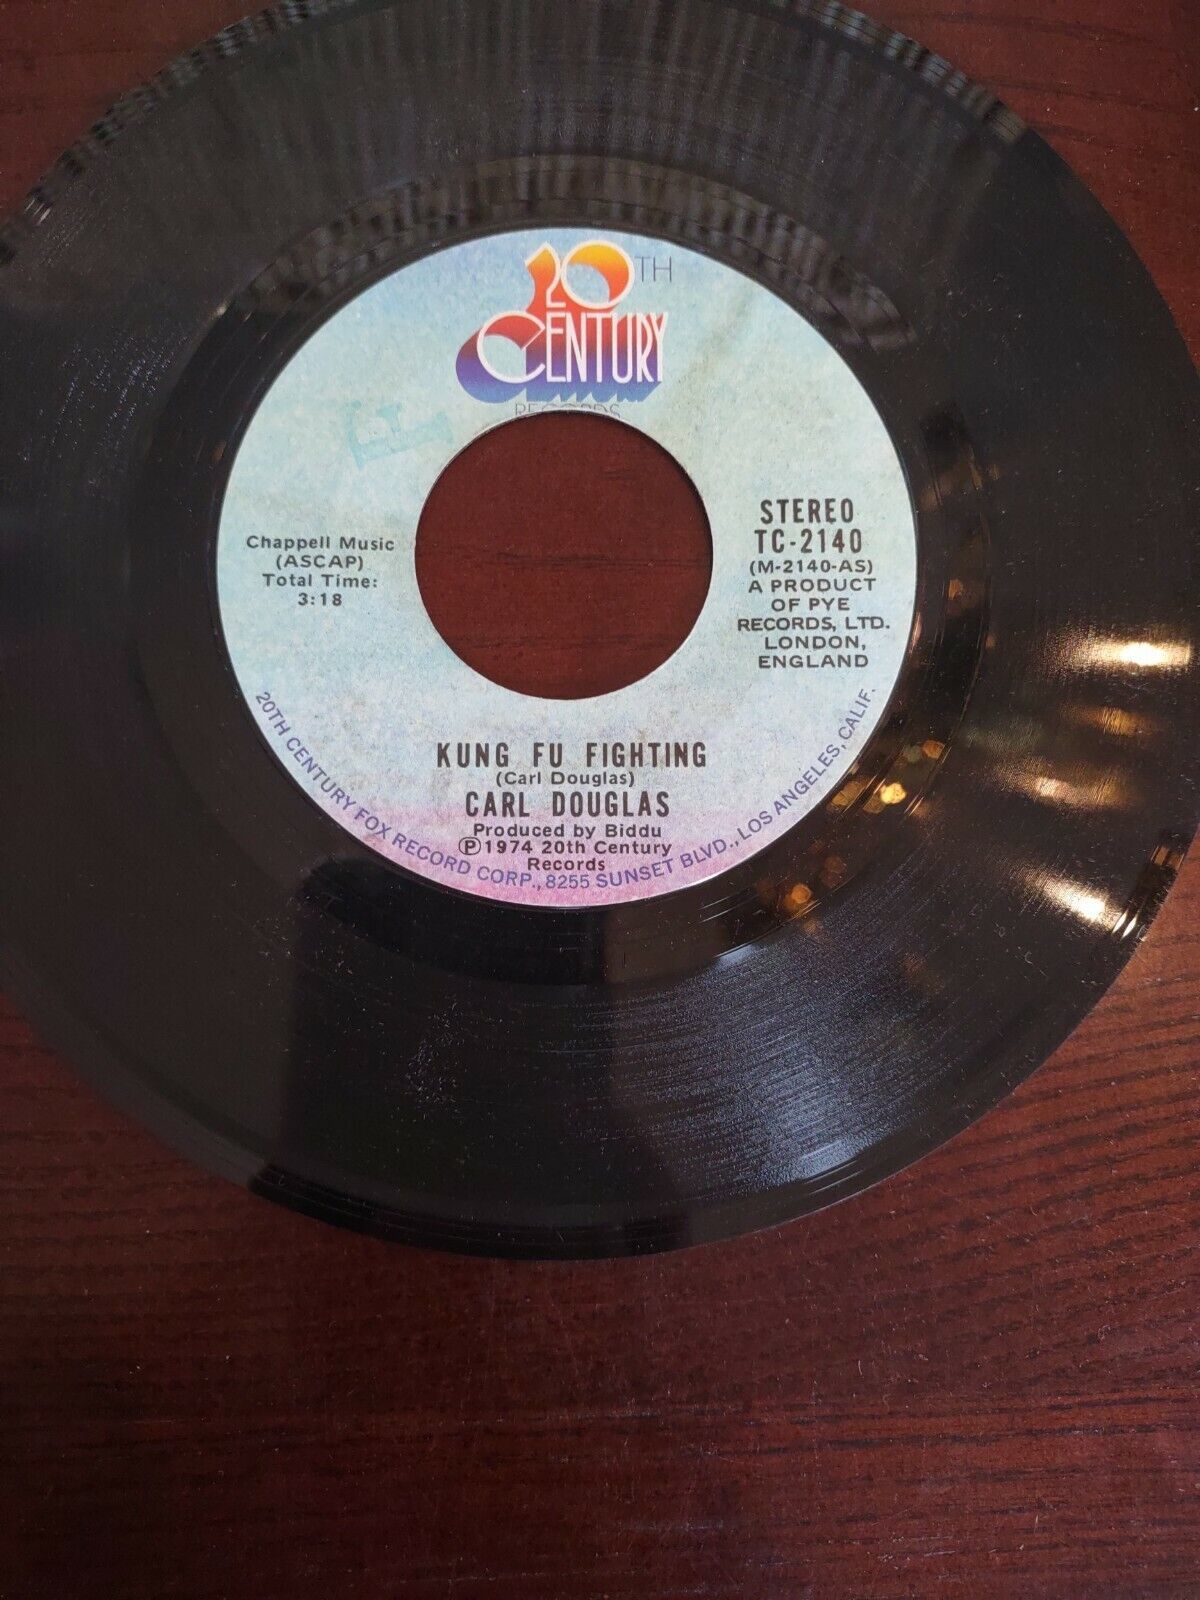 20TH
CENTURY
RECORDS
F
Chappell Music
(ASCAP)
Total Time:
3:18
STEREO
TC-2140
(M-2140-AS)
A PRODUCT
OF PYE
RECORDS, LTD.
LONDON,
ENGLAND
KUNG FU FIGHTING
(Carl Douglas)
CARL DOUGLAS
Produced by Biddu
Ⓟ1974 20th Century
Records
20TH CENTURY FOX RECORD CORP., 8255 SUNSET BLVD., LOS ANGELES, CALIF.